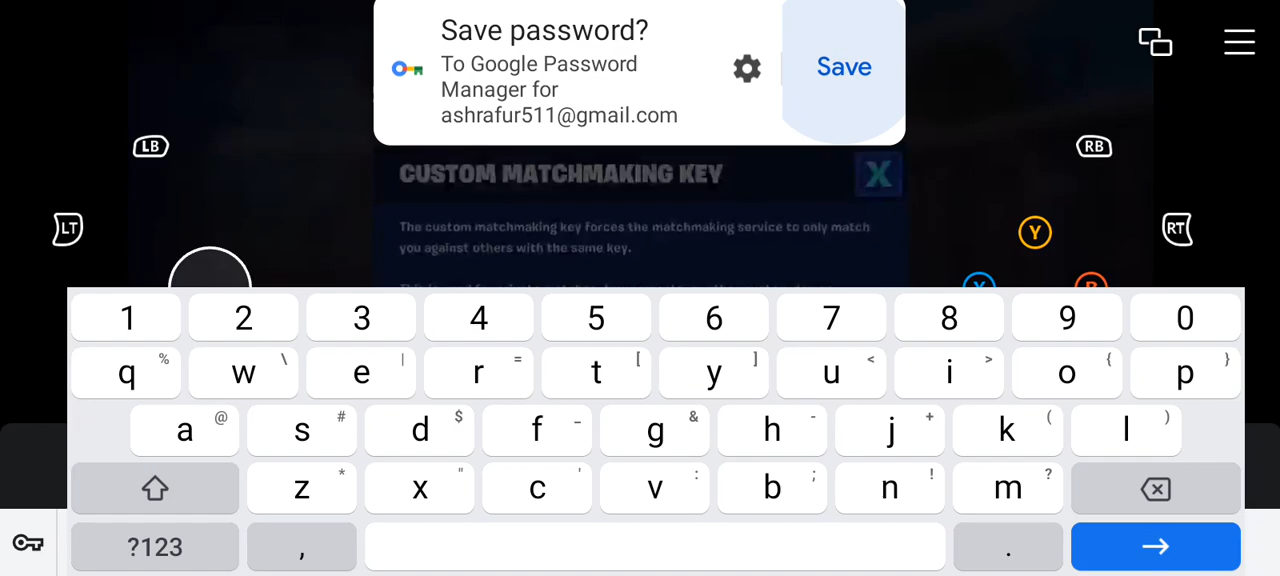 Save password?
To Google Password
Manager for
ashrafur511@gmail.com
Save
LB
RB
CUSTOM MATCHMAKING KEY
X
The custom matchmaking key forces the matchmaking service to only match
you against others with the same key.
LT
RT
Y
X
B
1 2 3 4 5 6 7 8 9 0
q % w \ e | r = t [ y ] u < i > o { p }
a @ s # d $ f _ g & h - j + k ( l )
z * x " c ' v : b ; n ! m ?
?123 , .